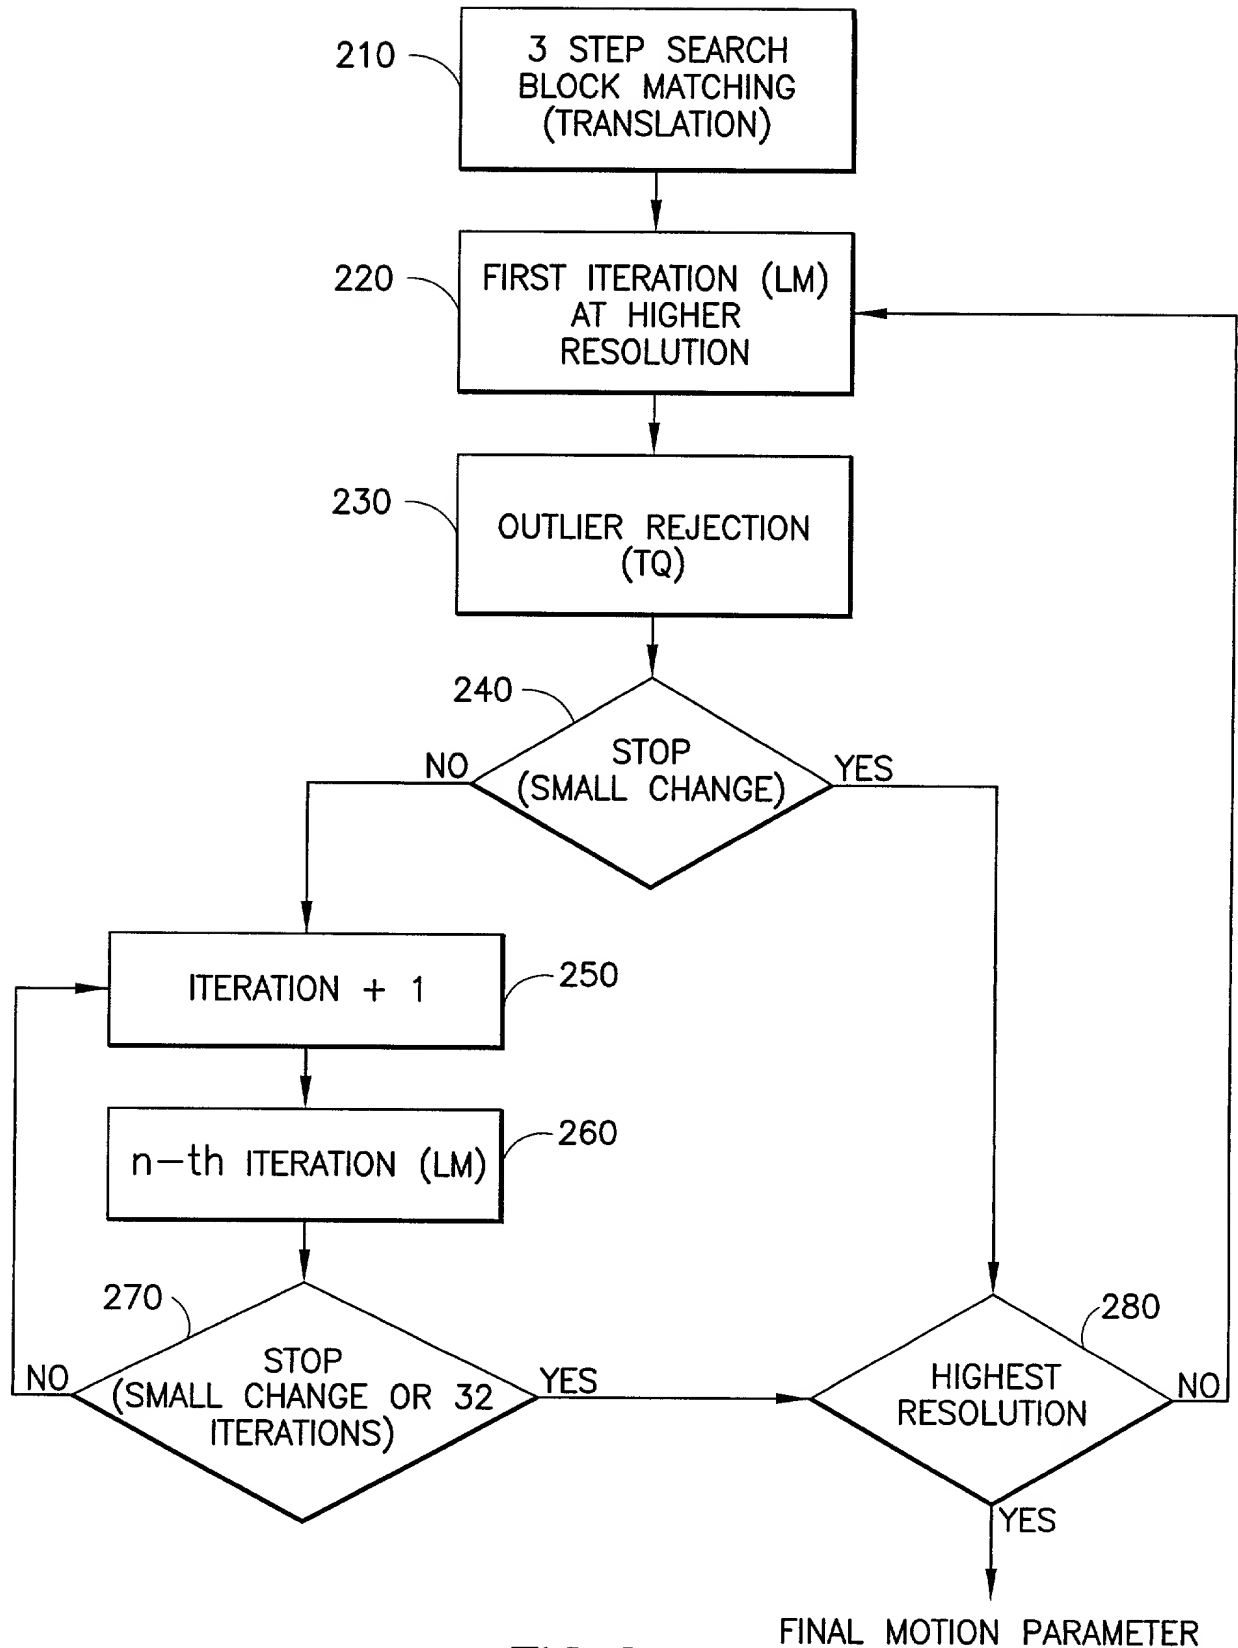 210
3 STEP SEARCH
BLOCK MATCHING
(TRANSLATION)
220
FIRST ITERATION (LM)
AT HIGHER
RESOLUTION
230
OUTLIER REJECTION
(TQ)
240
STOP
(SMALL CHANGE)
NO
YES
ITERATION + 1
250
n-th ITERATION (LM)
260
270
STOP
(SMALL CHANGE OR 32
ITERATIONS)
NO
YES
280
HIGHEST
RESOLUTION
NO
YES
FINAL MOTION PARAMETER